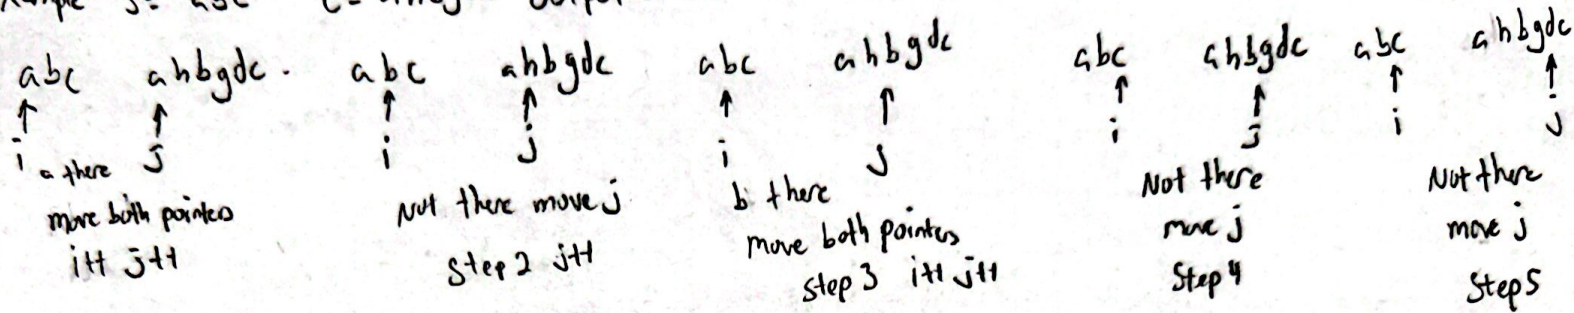 abc ahbgdc. abc ahbgdc abc ahbgdc abc ahbgdc abc ahbgdc
i j i j i j i j i j
a there
move both pointers
i++ j++
Not there move j
Step 2 j++
b there
move both pointers
Step 3 i++ j++
Not there
move j
Step 4
Not there
move j
Step 5